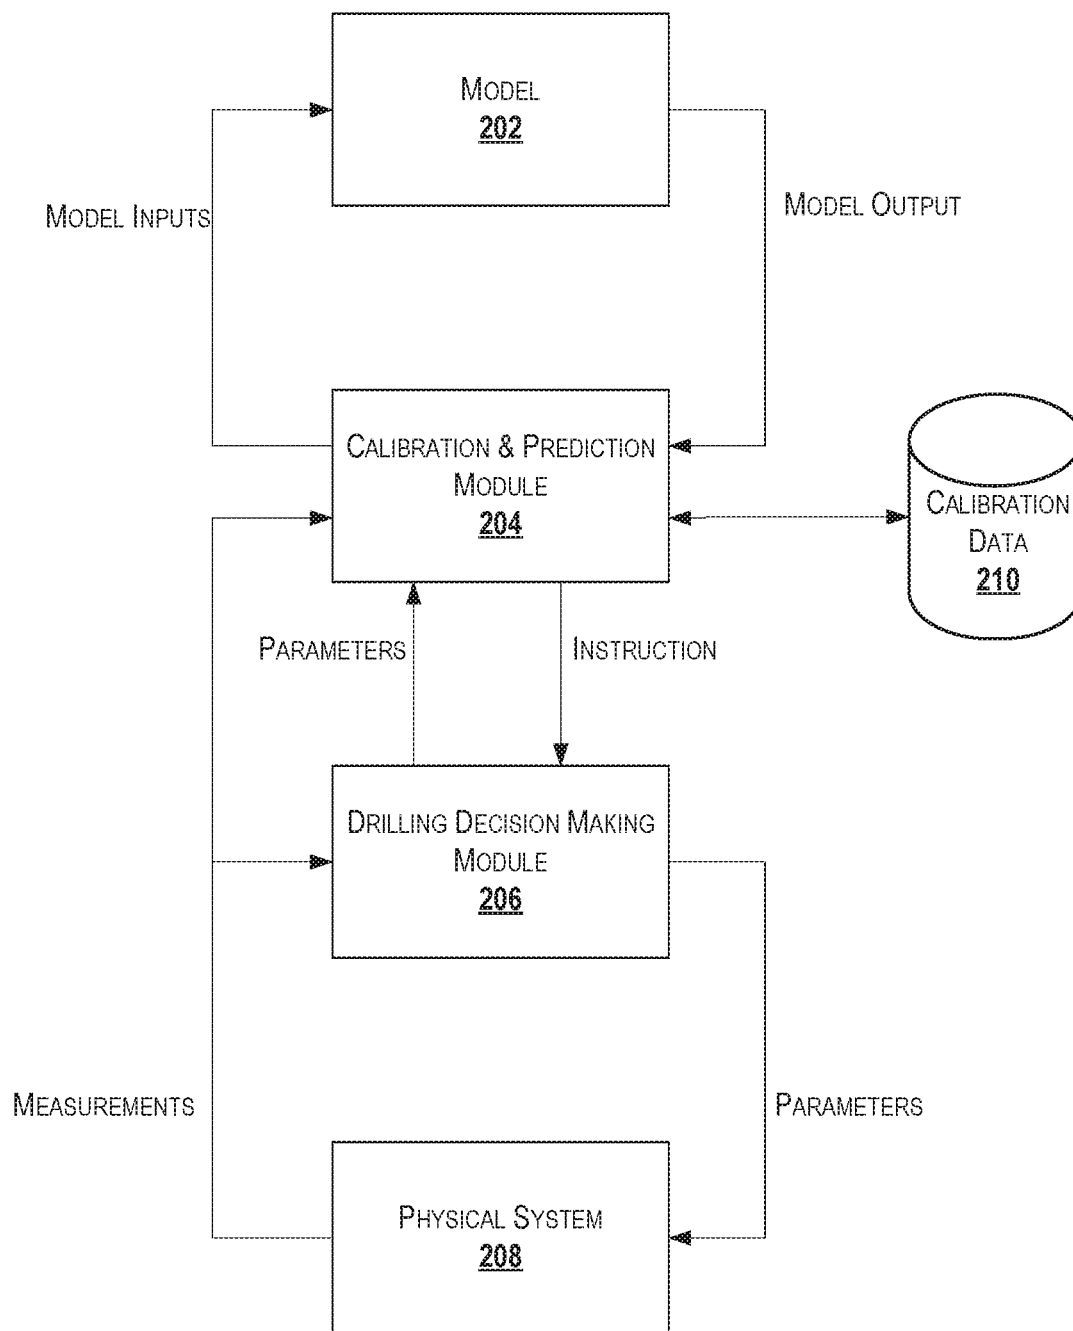 MODEL
202
MODEL INPUTS
MODEL OUTPUT
CALIBRATION & PREDICTION
MODULE
204
CALIBRATION
DATA
210
PARAMETERS
INSTRUCTION
DRILLING DECISION MAKING
MODULE
206
MEASUREMENTS
PARAMETERS
PHYSICAL SYSTEM
208